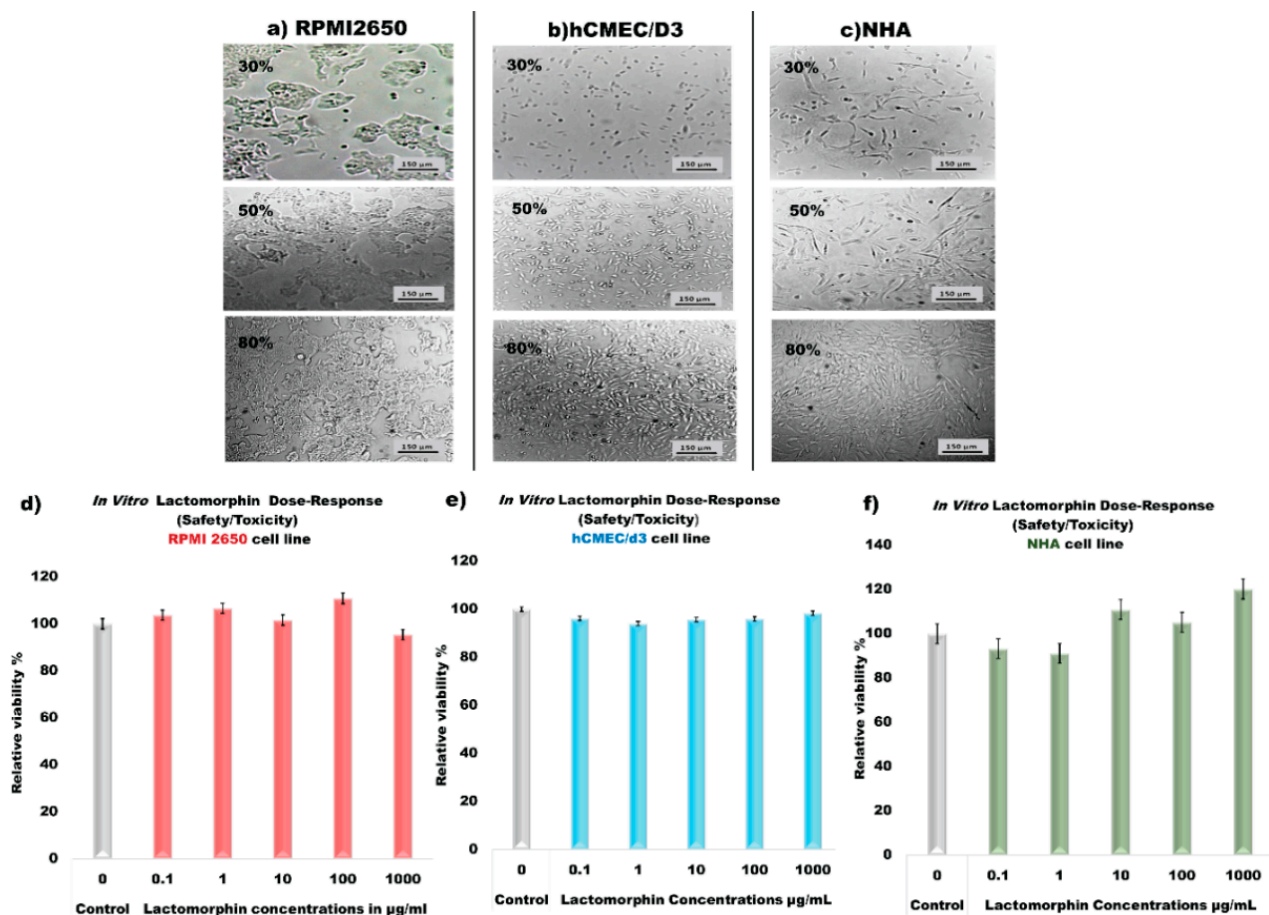 a) RPMI2650
b)hCMEC/D3
c)NHA
30%
150 µm
30%
150 µm
30%
150 µm
50%
150 µm
50%
150 µm
50%
150 µm
80%
150 µm
80%
150 µm
80%
150 µm
d)
In Vitro Lactomorphin Dose-Response
(Safety/Toxicity)
RPMI 2650 cell line
Relative viability %
120
100
80
60
40
20
0
0 0.1 1 10 100 1000
Control Lactomorphin concentrations in µg/ml
e)
In Vitro Lactomorphin Dose-Response
(Safety/Toxicity)
hCMEC/d3 cell line
Relative viability %
120
100
80
60
40
20
0
0 0.1 1 10 100 1000
Control Lactomorphin Concentrations µg/mL
f)
In Vitro Lactomorphin Dose-Response
(Safety/Toxicity)
NHA cell line
Relative viability %
140
120
100
80
60
40
20
0
0 0.1 1 10 100 1000
Control Lactomorphin Concentrations µg/mL